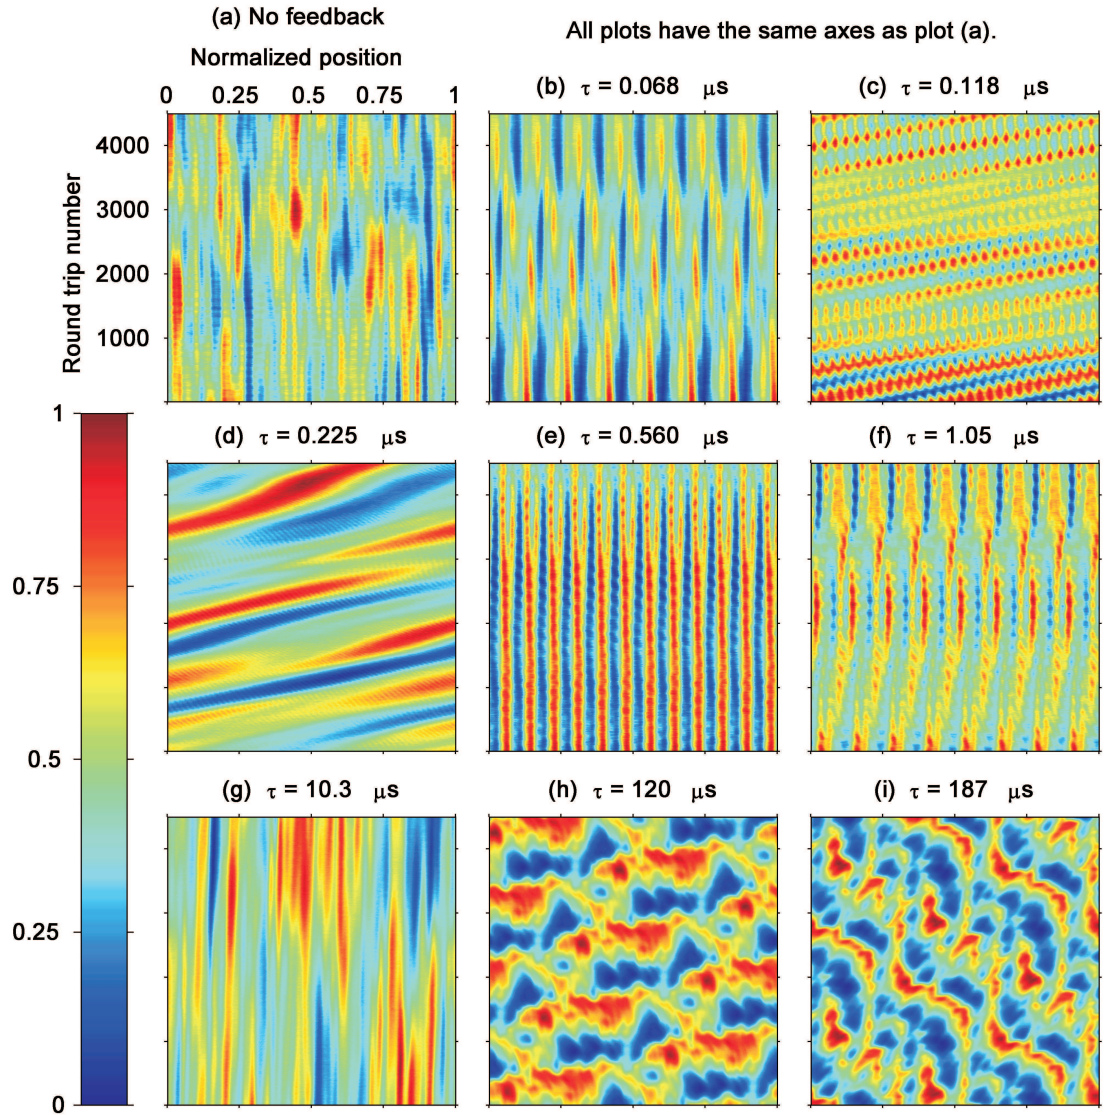 (a) No feedback
All plots have the same axes as plot (a).
Normalized position
0 0.25 0.5 0.75 1
(b) τ = 0.068 μs
(c) τ = 0.118 μs
Round trip number
4000
3000
2000
1000
(d) τ = 0.225 μs
(e) τ = 0.560 μs
(f) τ = 1.05 μs
1
0.75
0.5
0.25
0
(g) τ = 10.3 μs
(h) τ = 120 μs
(i) τ = 187 μs